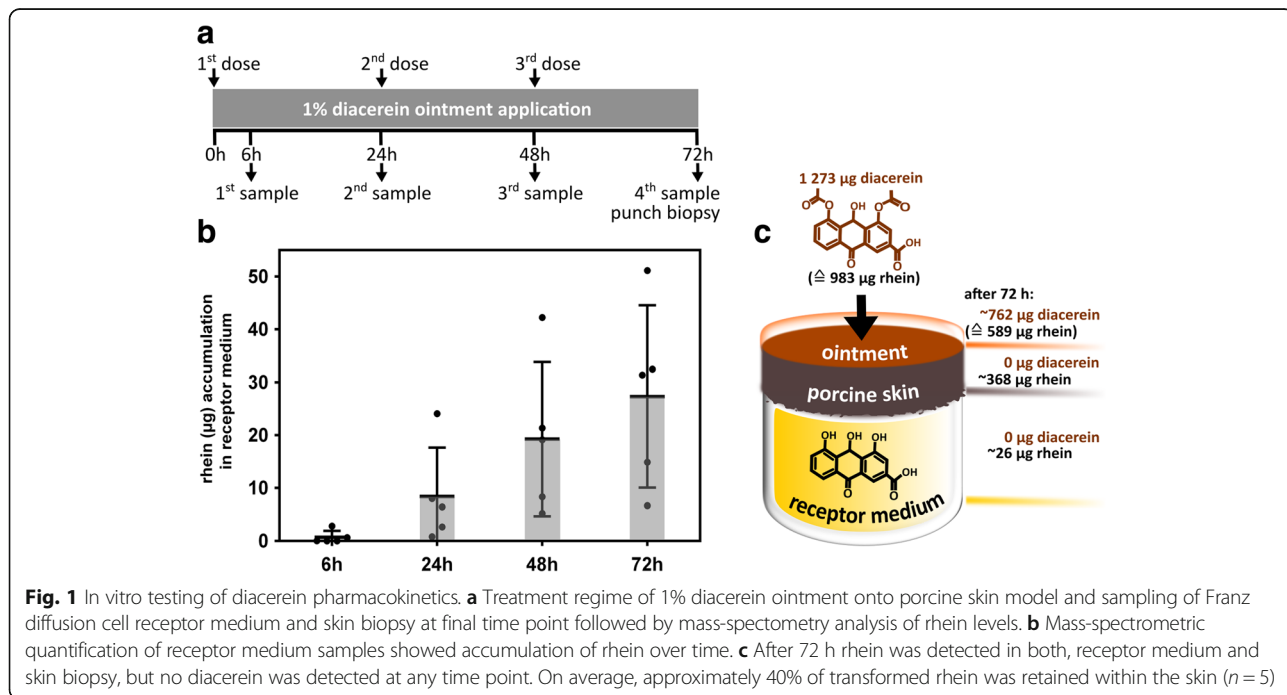 a
1st dose
2nd dose
3rd dose
1% diacerein ointment application
0h 6h 24h 48h 72h
1st sample
2nd sample
3rd sample
4th sample
punch biopsy
b
rhein (µg) accumulation
in receptor medium
50
40
30
20
10
0
6h 24h 48h 72h
c
1 273 µg diacerein
O
O
OH
O
O
O
OH
O
(≙ 983 µg rhein)
after 72 h:
~762 µg diacerein
(≙ 589 µg rhein)
ointment
0 µg diacerein
~368 µg rhein
porcine skin
0 µg diacerein
~26 µg rhein
OH OH OH
OH
O
O
receptor medium
Fig. 1 In vitro testing of diacerein pharmacokinetics. a Treatment regime of 1% diacerein ointment onto porcine skin model and sampling of Franz
diffusion cell receptor medium and skin biopsy at final time point followed by mass-spectometry analysis of rhein levels. b Mass-spectrometric
quantification of receptor medium samples showed accumulation of rhein over time. c After 72 h rhein was detected in both, receptor medium and
skin biopsy, but no diacerein was detected at any time point. On average, approximately 40% of transformed rhein was retained within the skin (n = 5)